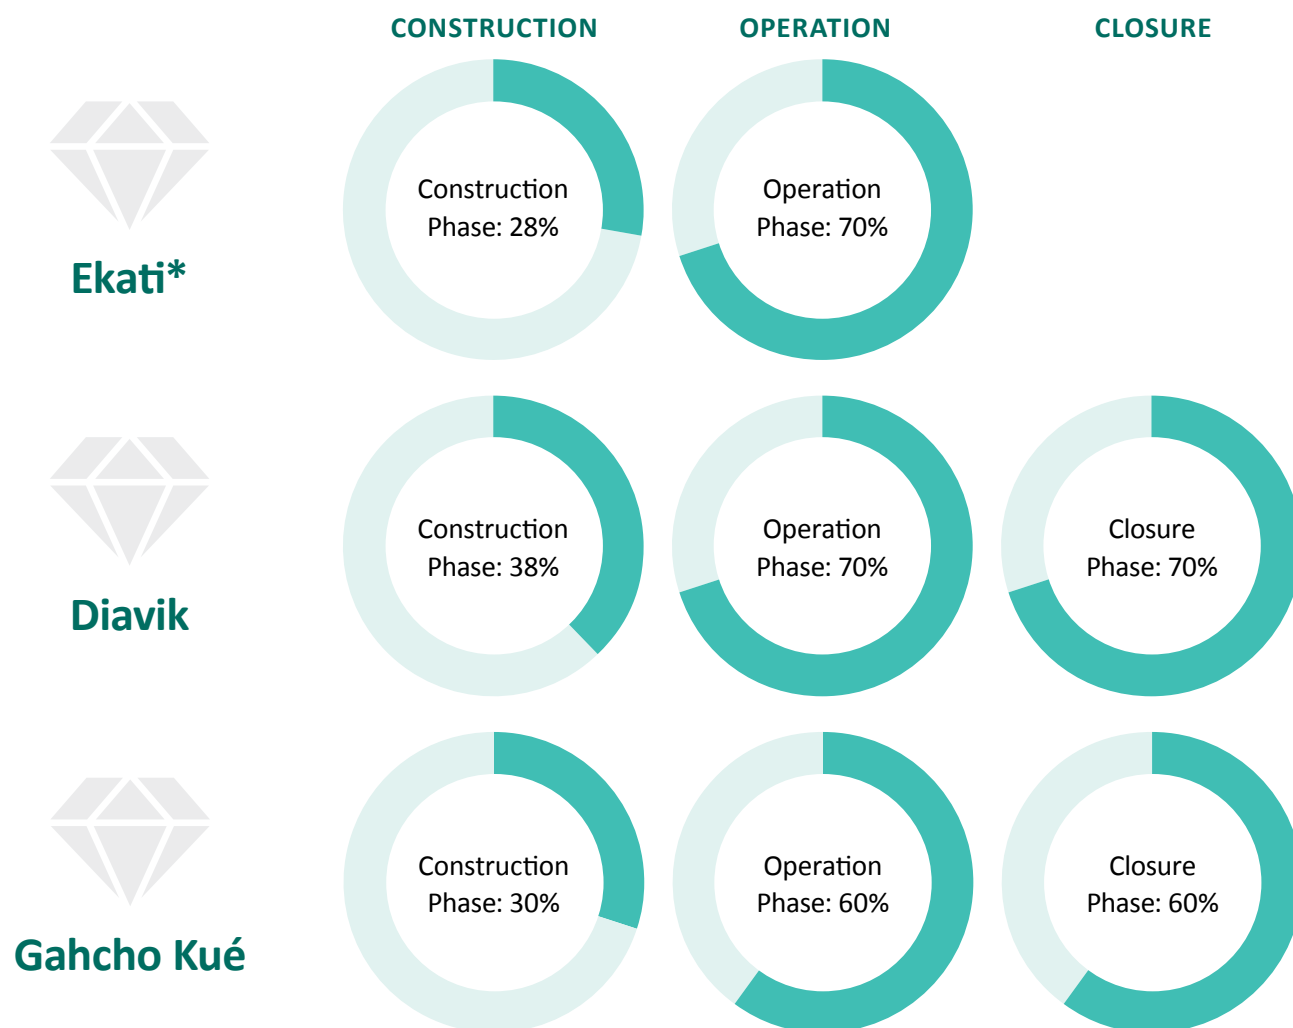 CONSTRUCTION
OPERATION
CLOSURE
Construction
Phase: 28%
Operation
Phase: 70%
Ekati*
Construction
Phase: 38%
Operation
Phase: 70%
Closure
Phase: 70%
Diavik
Construction
Phase: 30%
Operation
Phase: 60%
Closure
Phase: 60%
Gahcho Kué